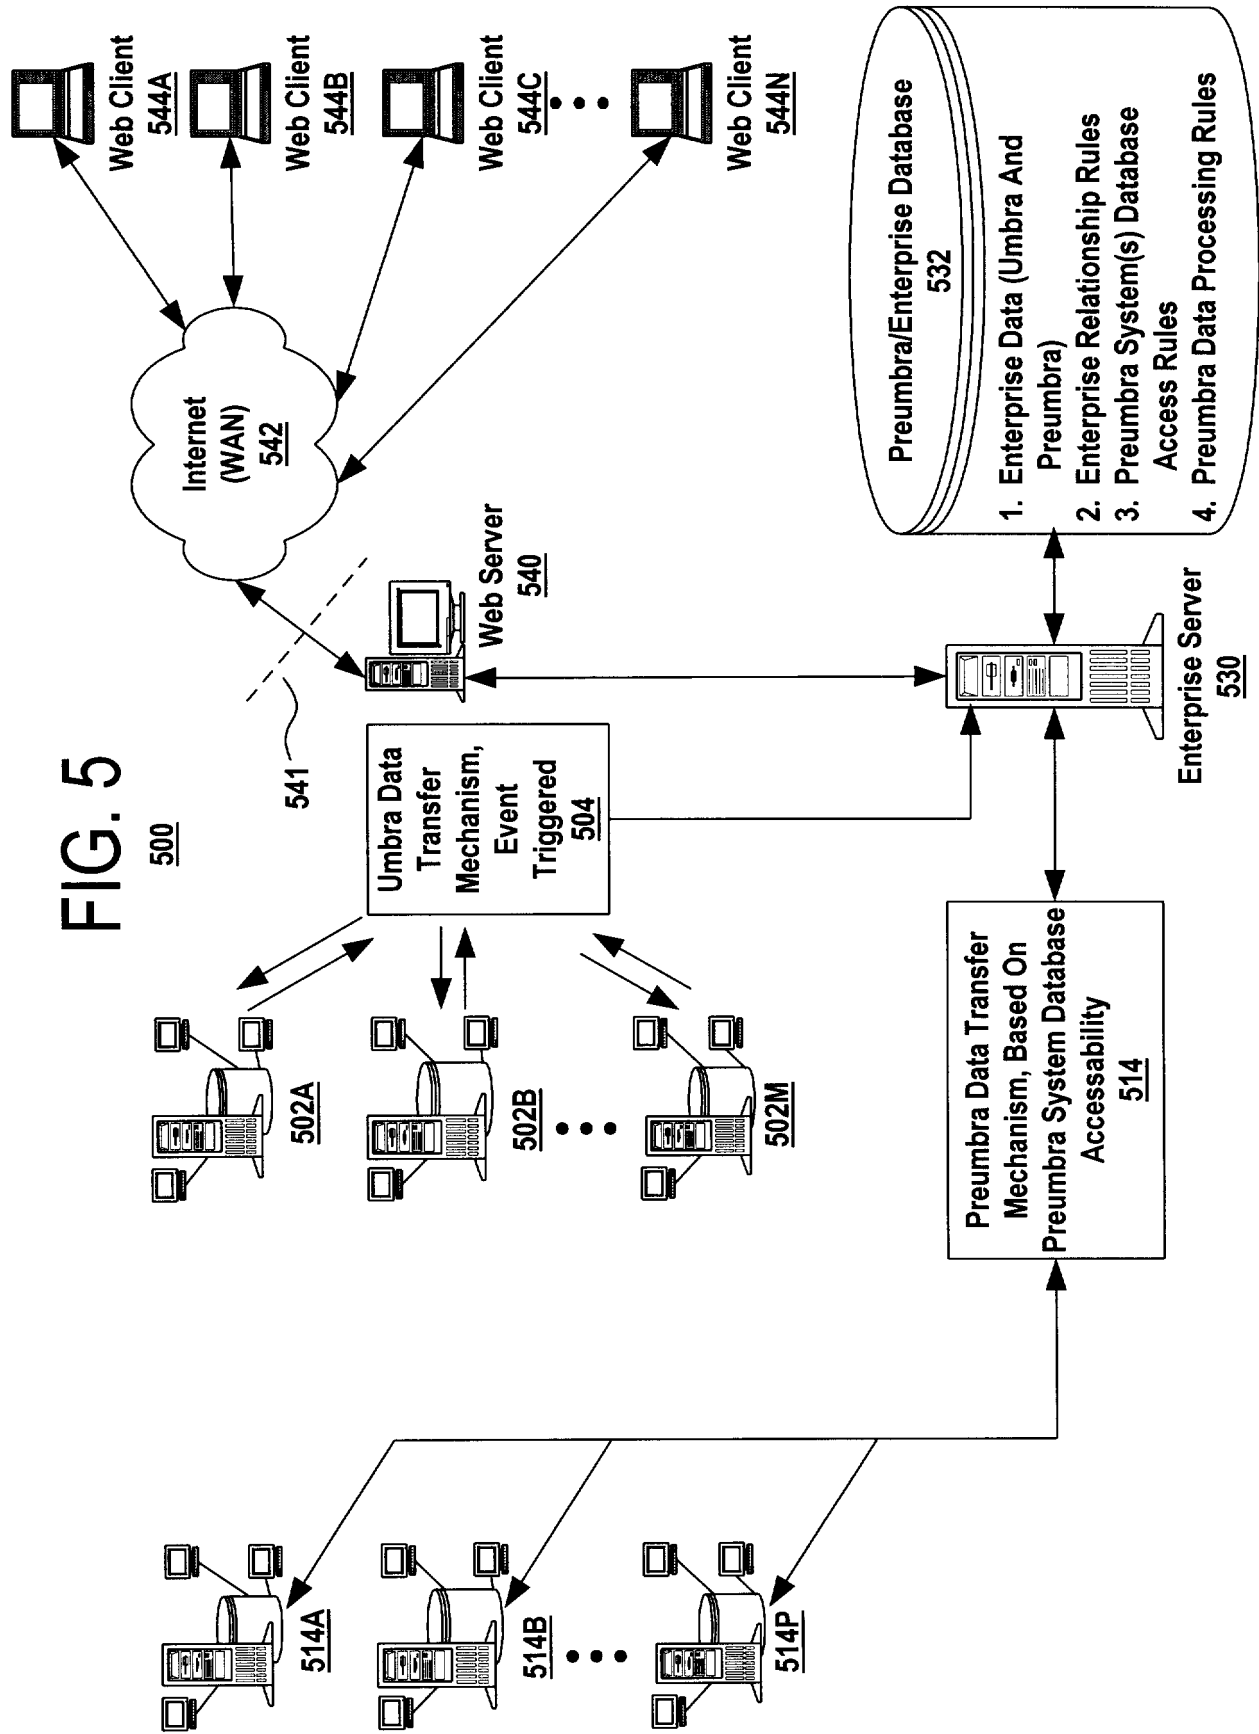 FIG. 5
500
514A
514B
514P
502A
502B
502M
Umbra Data
Transfer
Mechanism,
Event
Triggered
504
541
Web Server
540
Internet
(WAN)
542
Web Client
544A
Web Client
544B
Web Client
544C
Web Client
544N
Preumbra Data Transfer
Mechanism, Based On
Preumbra System Database
Accessability
514
Enterprise Server
530
Preumbra/Enterprise Database
532
1. Enterprise Data (Umbra And
Preumbra)
2. Enterprise Relationship Rules
3. Preumbra System(s) Database
Access Rules
4. Preumbra Data Processing Rules